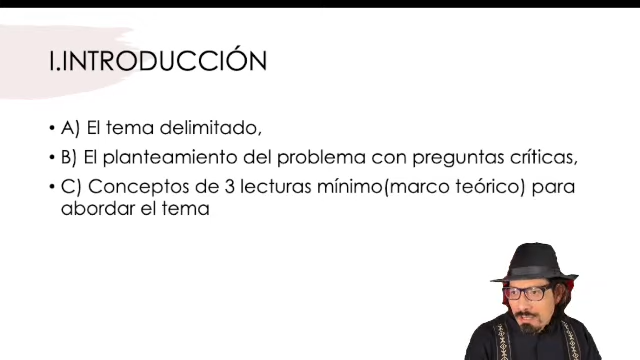 I.INTRODUCCIÓN
• A) El tema delimitado,
• B) El planteamiento del problema con preguntas críticas,
• C) Conceptos de 3 lecturas mínimo(marco teórico) para
abordar el tema